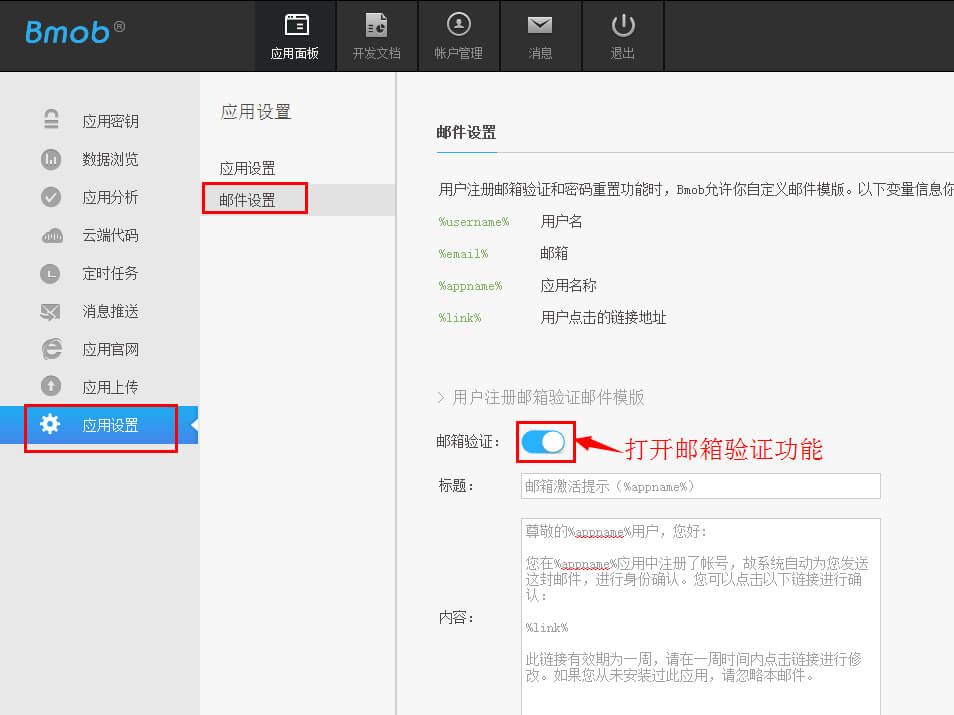 Bmob®
应用面板
开发文档
帐户管理
消息
退出
应用密钥
数据浏览
应用分析
云端代码
定时任务
消息推送
应用官网
应用上传
应用设置
应用设置
应用设置
邮件设置
邮件设置
用户注册邮箱验证和密码重置功能时，Bmob允许你自定义邮件模版。以下变量信息你
%username% 用户名
%email% 邮箱
%appname% 应用名称
%link% 用户点击的链接地址
> 用户注册邮箱验证邮件模版
邮箱验证：
打开邮箱验证功能
标题：
邮箱激活提示（%appname%）
内容：
尊敬的%appname%用户，您好：
您在%appname%应用中注册了帐号，故系统自动为您发送
这封邮件，进行身份确认。您可以点击以下链接进行确
认：
%link%
此链接有效期为一周，请在一周时间内点击链接进行修
改。如果您从未安装过此应用，请忽略本邮件。